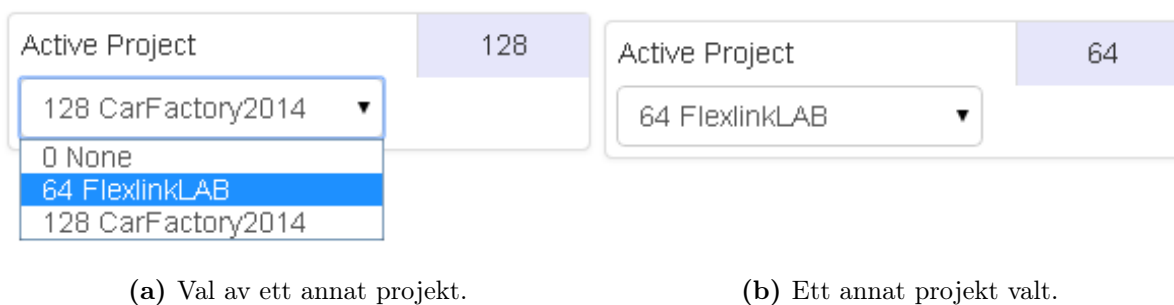 Active Project 128
128 CarFactory2014
0 None
64 FlexlinkLAB
128 CarFactory2014
(a) Val av ett annat projekt.
Active Project 64
64 FlexlinkLAB
(b) Ett annat projekt valt.